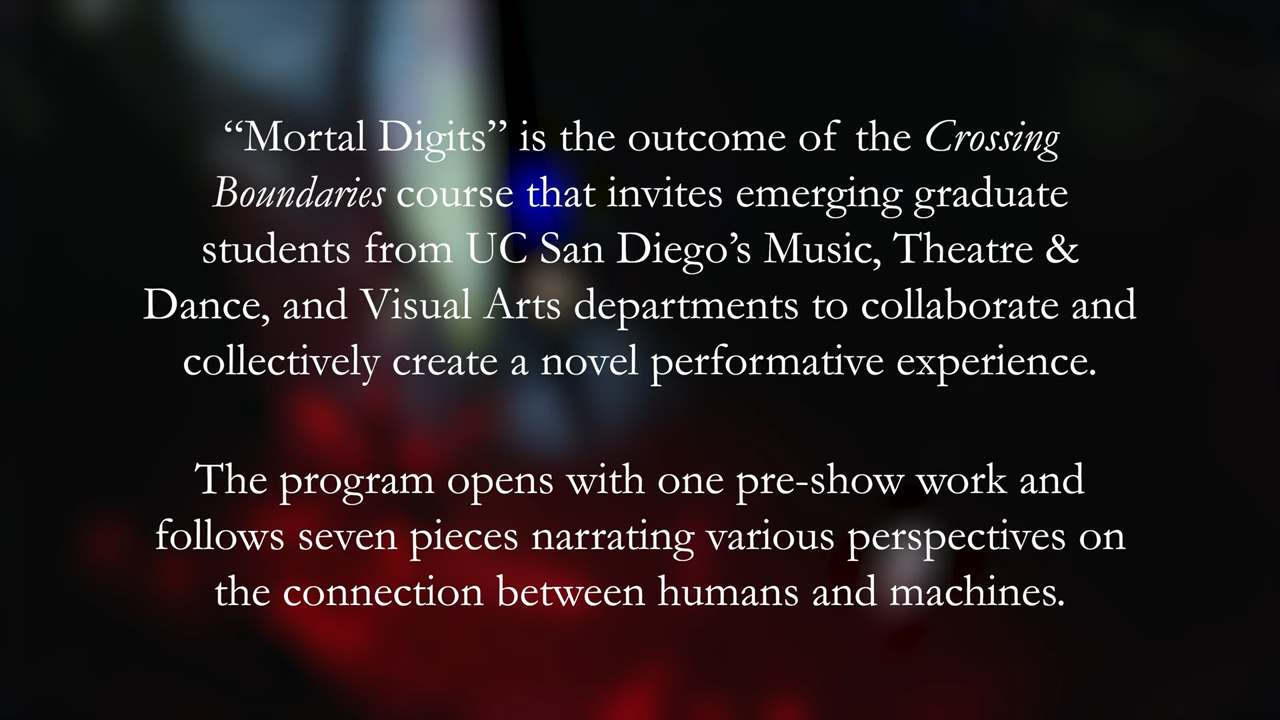 “Mortal Digits” is the outcome of the Crossing
Boundaries course that invites emerging graduate
students from UC San Diego’s Music, Theatre &
Dance, and Visual Arts departments to collaborate and
collectively create a novel performative experience.
The program opens with one pre-show work and
follows seven pieces narrating various perspectives on
the connection between humans and machines.